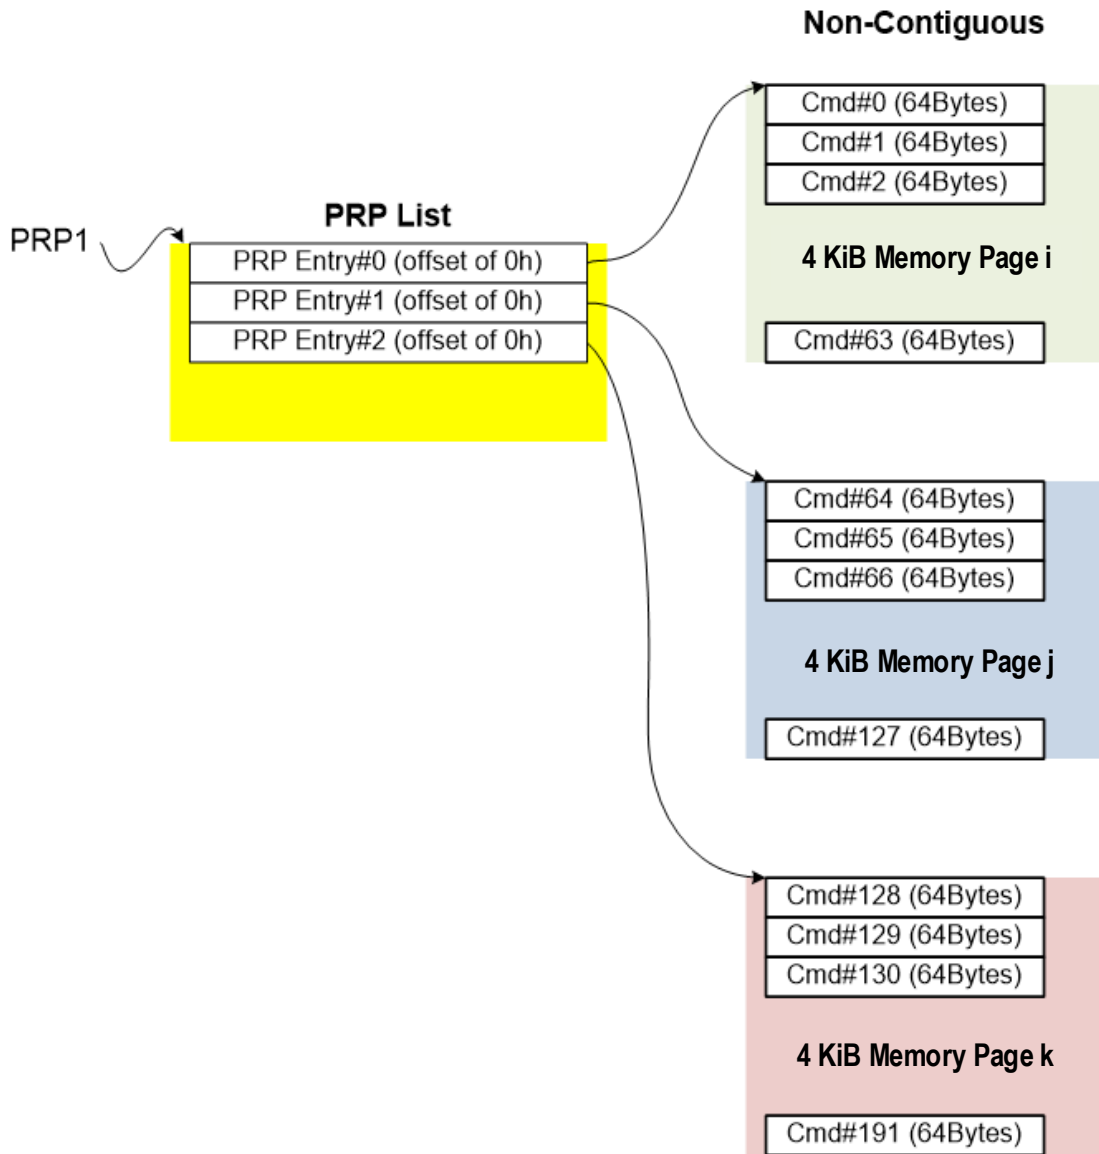 Non-Contiguous
Cmd#0 (64Bytes)
Cmd#1 (64Bytes)
Cmd#2 (64Bytes)
4 KiB Memory Page i
Cmd#63 (64Bytes)
PRP1
PRP List
PRP Entry#0 (offset of 0h)
PRP Entry#1 (offset of 0h)
PRP Entry#2 (offset of 0h)
Cmd#64 (64Bytes)
Cmd#65 (64Bytes)
Cmd#66 (64Bytes)
4 KiB Memory Page j
Cmd#127 (64Bytes)
Cmd#128 (64Bytes)
Cmd#129 (64Bytes)
Cmd#130 (64Bytes)
4 KiB Memory Page k
Cmd#191 (64Bytes)